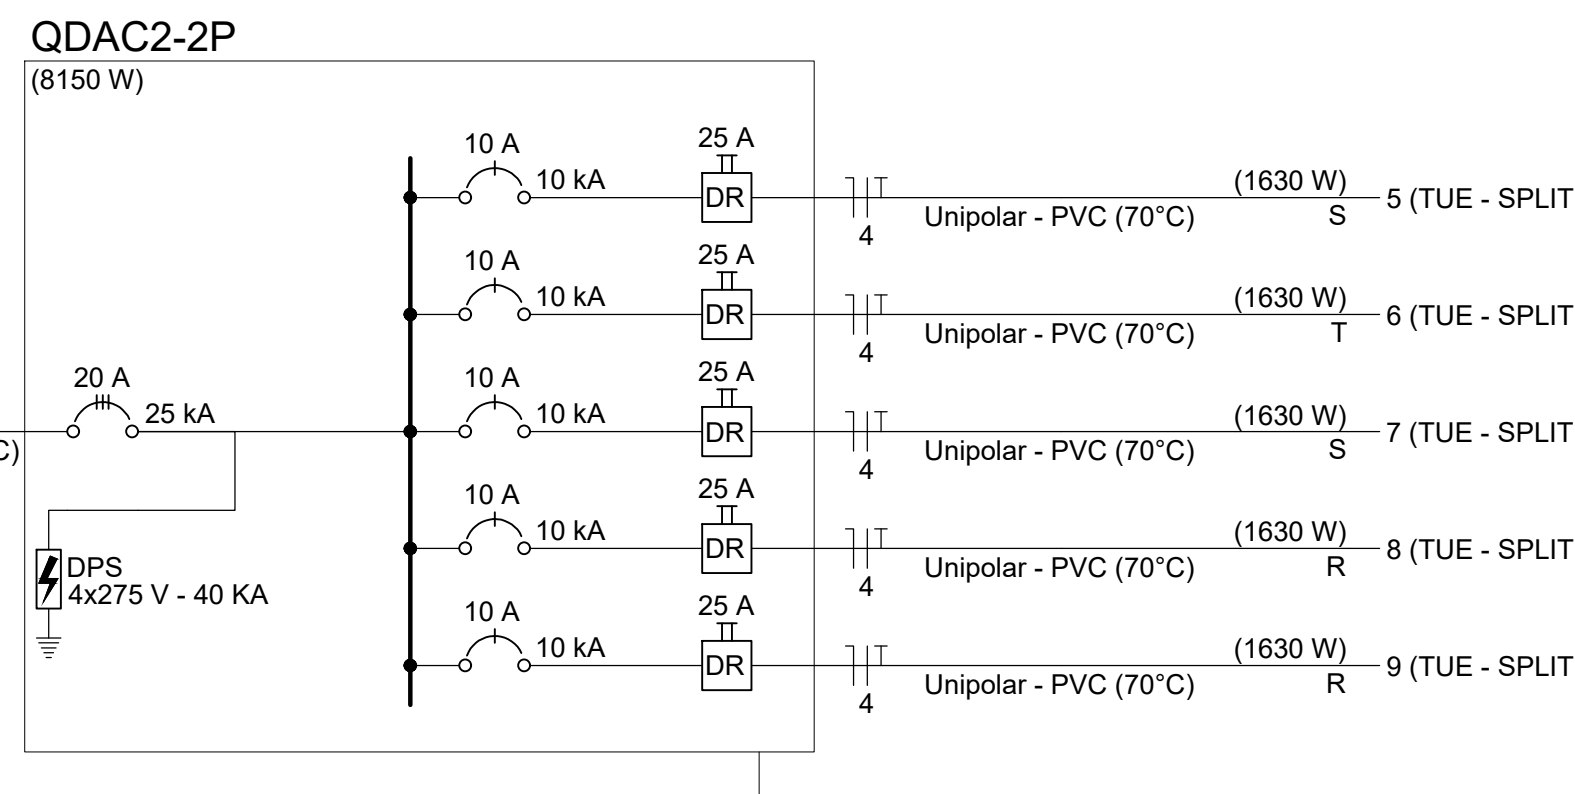 QDAC2-2P
(8150 W)
10 A
10 kA
25 A
DR
4
Unipolar - PVC (70°C)
(1630 W)
S
5 (TUE - SPLIT
10 A
10 kA
25 A
DR
4
Unipolar - PVC (70°C)
(1630 W)
T
6 (TUE - SPLIT
20 A
25 kA
C)
10 A
10 kA
25 A
DR
4
Unipolar - PVC (70°C)
(1630 W)
S
7 (TUE - SPLIT
10 A
10 kA
25 A
DR
4
Unipolar - PVC (70°C)
(1630 W)
R
8 (TUE - SPLIT
DPS
4x275 V - 40 KA
10 A
10 kA
25 A
DR
4
Unipolar - PVC (70°C)
(1630 W)
R
9 (TUE - SPLIT